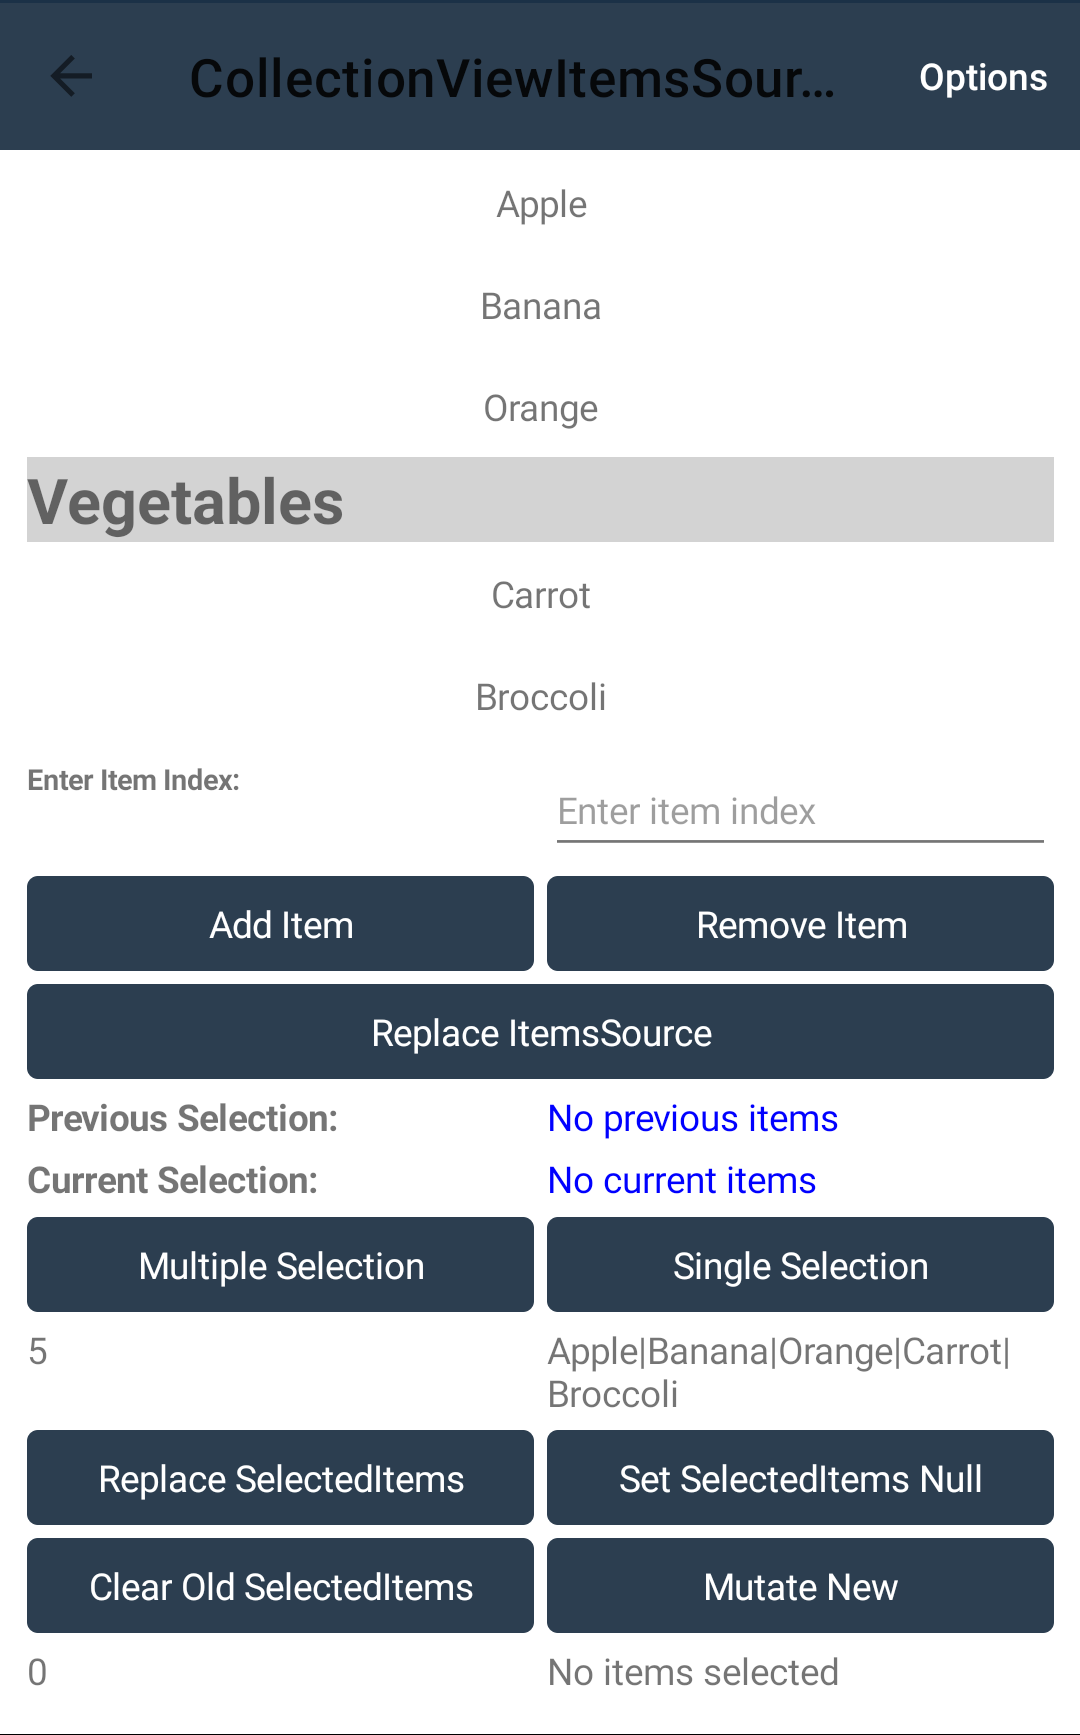 CollectionViewItemsSour...
Options
Apple
Banana
Orange
Vegetables
Carrot
Broccoli
Enter Item Index:
Enter item index
Add Item
Remove Item
Replace ItemsSource
Previous Selection:
No previous items
Current Selection:
No current items
Multiple Selection
Single Selection
5
Apple|Banana|Orange|Carrot|
Broccoli
Replace SelectedItems
Set SelectedItems Null
Clear Old SelectedItems
Mutate New
0
No items selected